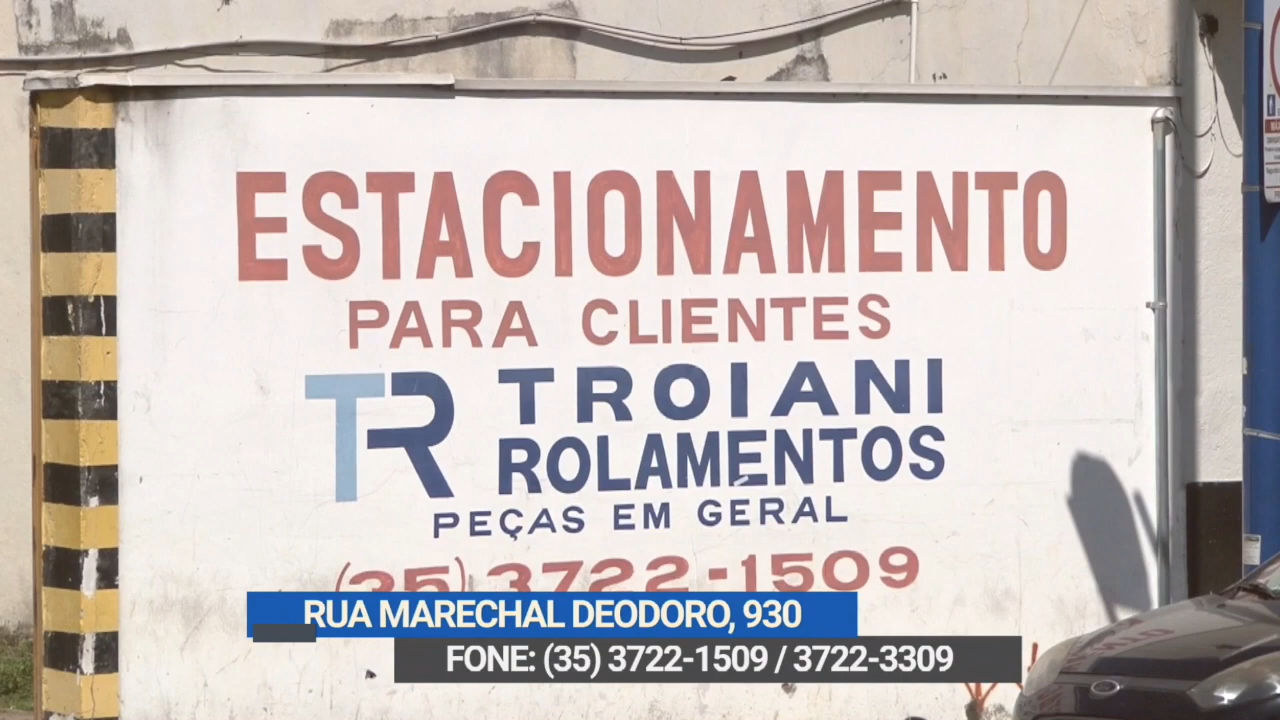 ESTACIONAMENTO
PARA CLIENTES
TR TROIANI
ROLAMENTOS
PEÇAS EM GERAL
(35) 3722-1509
RUA MARECHAL DEODORO, 930
FONE: (35) 3722-1509 / 3722-3309